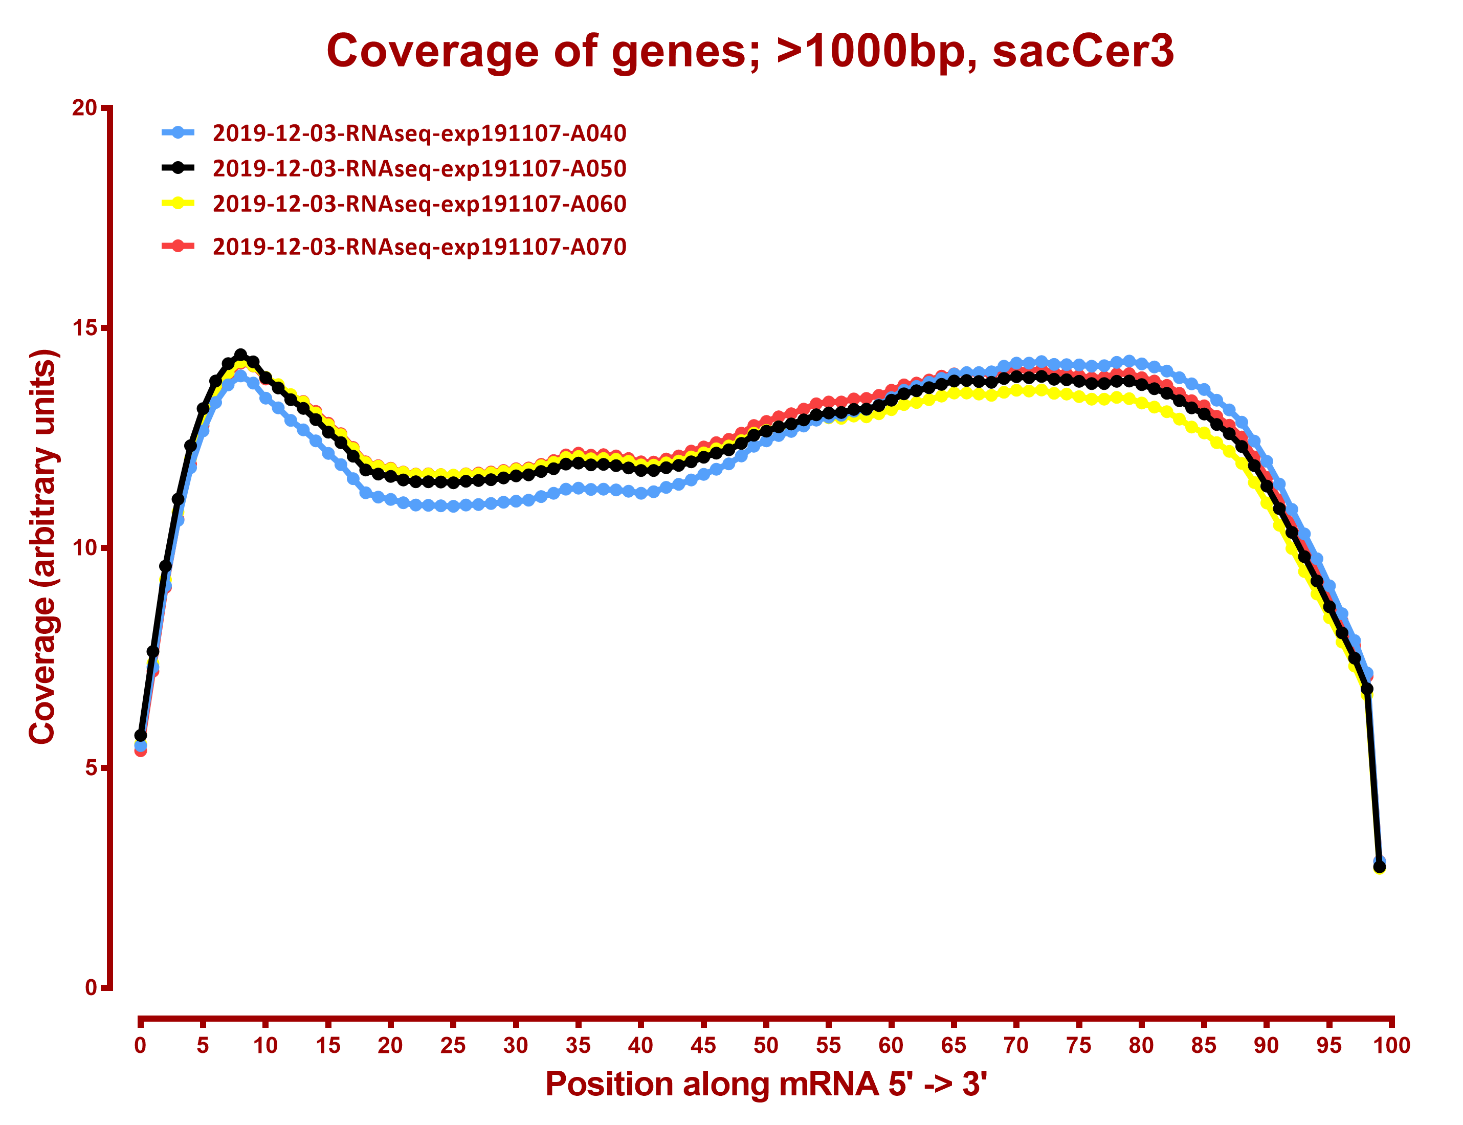 Coverage of genes; >1000bp, sacCer3
2019-12-03-RNAseq-exp191107-A040
2019-12-03-RNAseq-exp191107-A050
2019-12-03-RNAseq-exp191107-A060
2019-12-03-RNAseq-exp191107-A070
Coverage (arbitrary units)
20
15
10
5
0
0 5 10 15 20 25 30 35 40 45 50 55 60 65 70 75 80 85 90 95 100
Position along mRNA 5' -> 3'